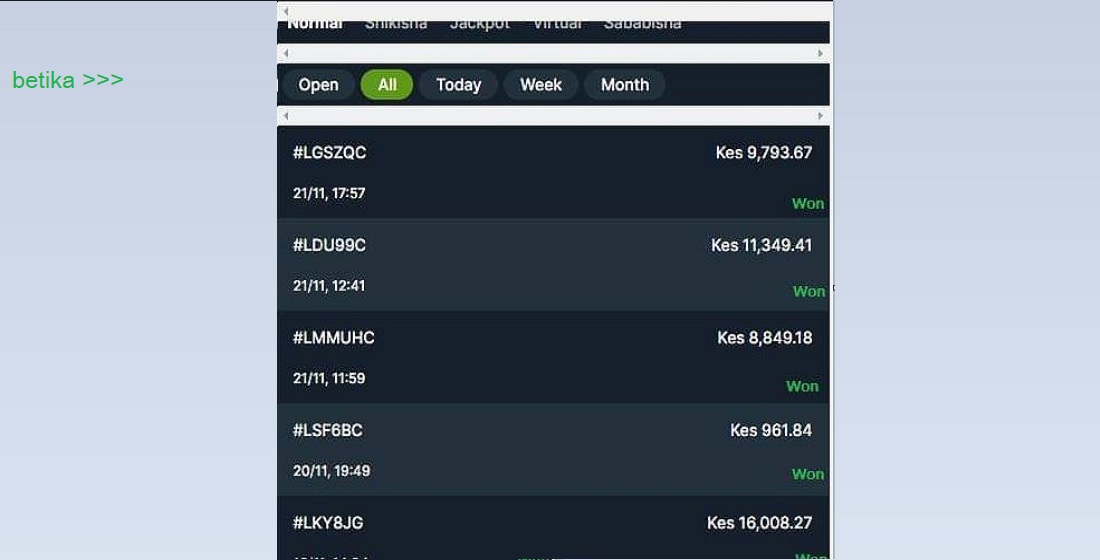 Normal Shikisha Jackpot Virtual Sababisha
betika >>>
Open All Today Week Month
#LGSZQC Kes 9,793.67
21/11, 17:57
Won
#LDU99C Kes 11,349.41
21/11, 12:41
Won
#LMMUHC Kes 8,849.18
21/11, 11:59
Won
#LSF6BC Kes 961.84
20/11, 19:49
Won
#LKY8JG Kes 16,008.27
Won